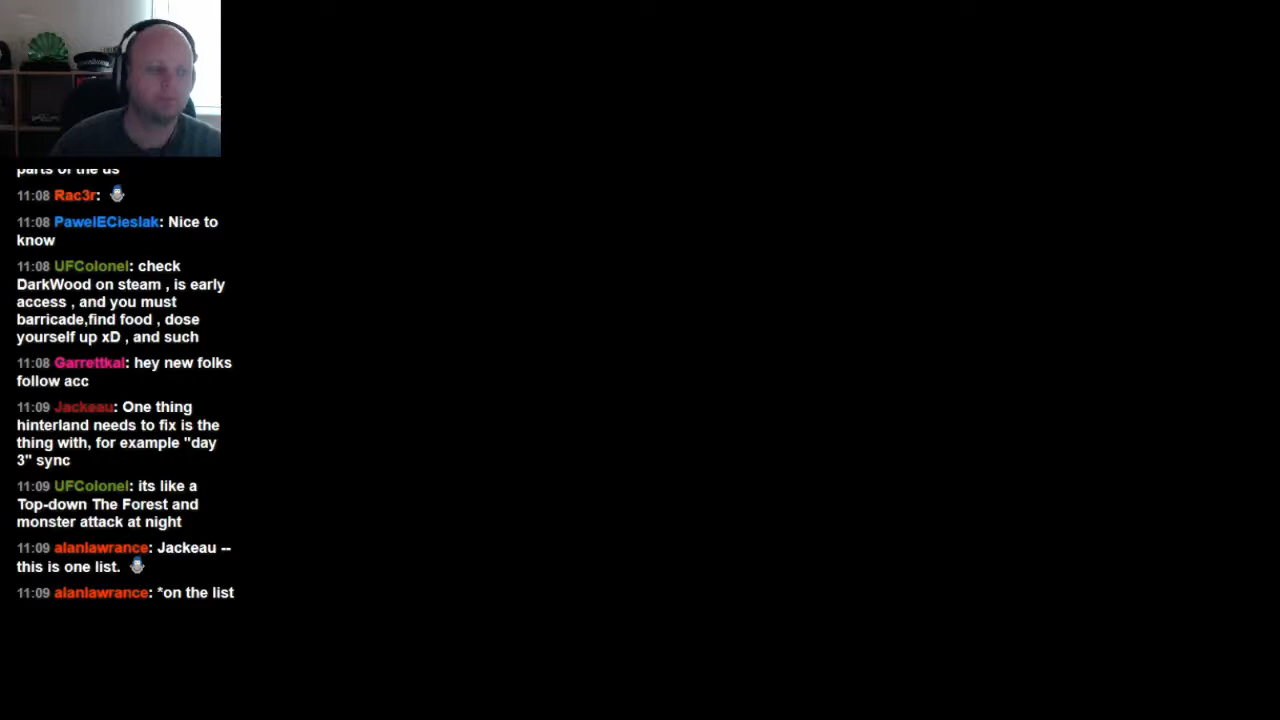 parts of the us
11:08 Rac3r:
11:08 PawelECieslak: Nice to
know
11:08 UFColonel: check
DarkWood on steam , is early
access , and you must
barricade,find food , dose
yourself up xD , and such
11:08 Garrettkal: hey new folks
follow acc
11:09 Jackeau: One thing
hinterland needs to fix is the
thing with, for example "day
3" sync
11:09 UFColonel: its like a
Top-down The Forest and
monster attack at night
11:09 alanlawrance: Jackeau --
this is one list.
11:09 alanlawrance: *on the list